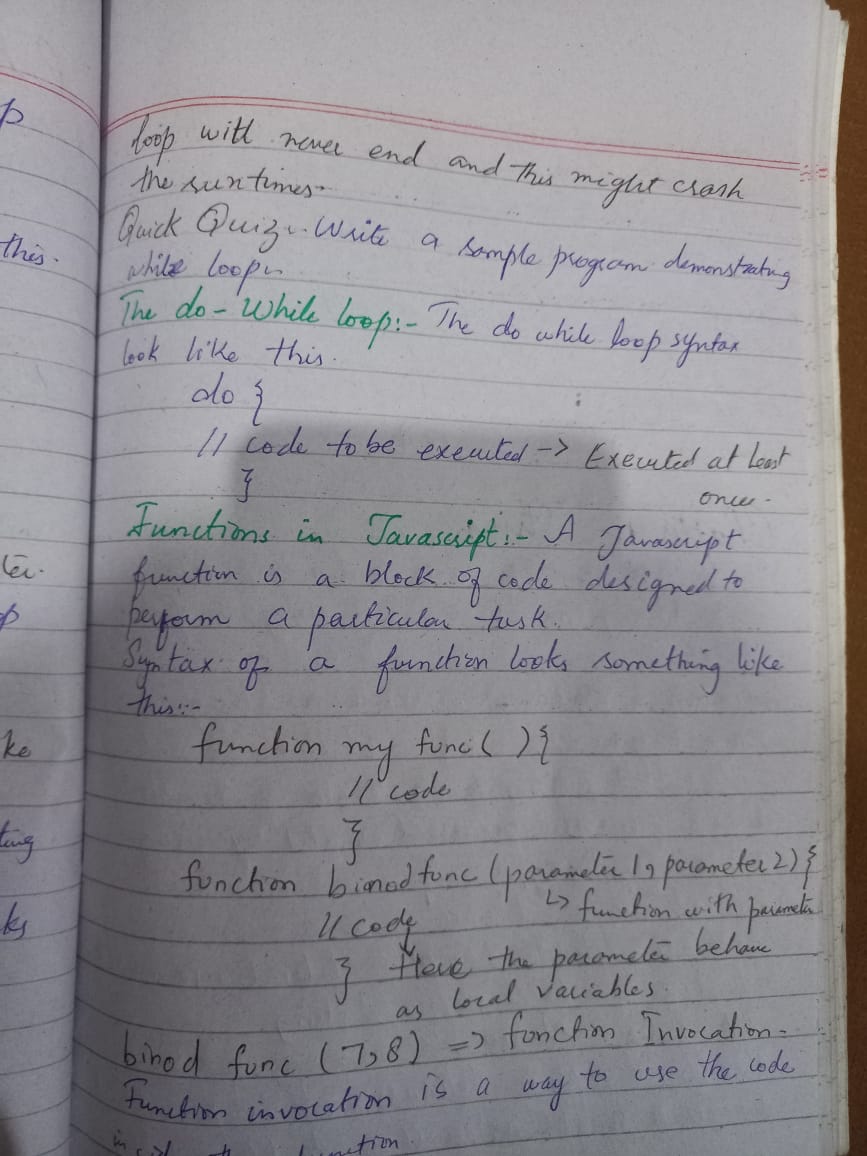 loop will never end and this might crash
the runtimes.
Quick Quiz:- Write a sample program demonstrating
while loop.
The do-While loop:- The do while loop syntax
look like this.
do {
// code to be executed -> Executed at least
once.
}
Functions in Javascript:- A Javascript
function is a block of code designed to
perform a particular task.
Syntax of a function looks something like
this:-
function my func( ){
// code
}
function binod func (parameter 1, parameter 2) {
↳ function with parameter
// code
} Here the parameter behave
as local variables.
binod func (7,8) => function Invocation.
Function invocation is a way to use the code